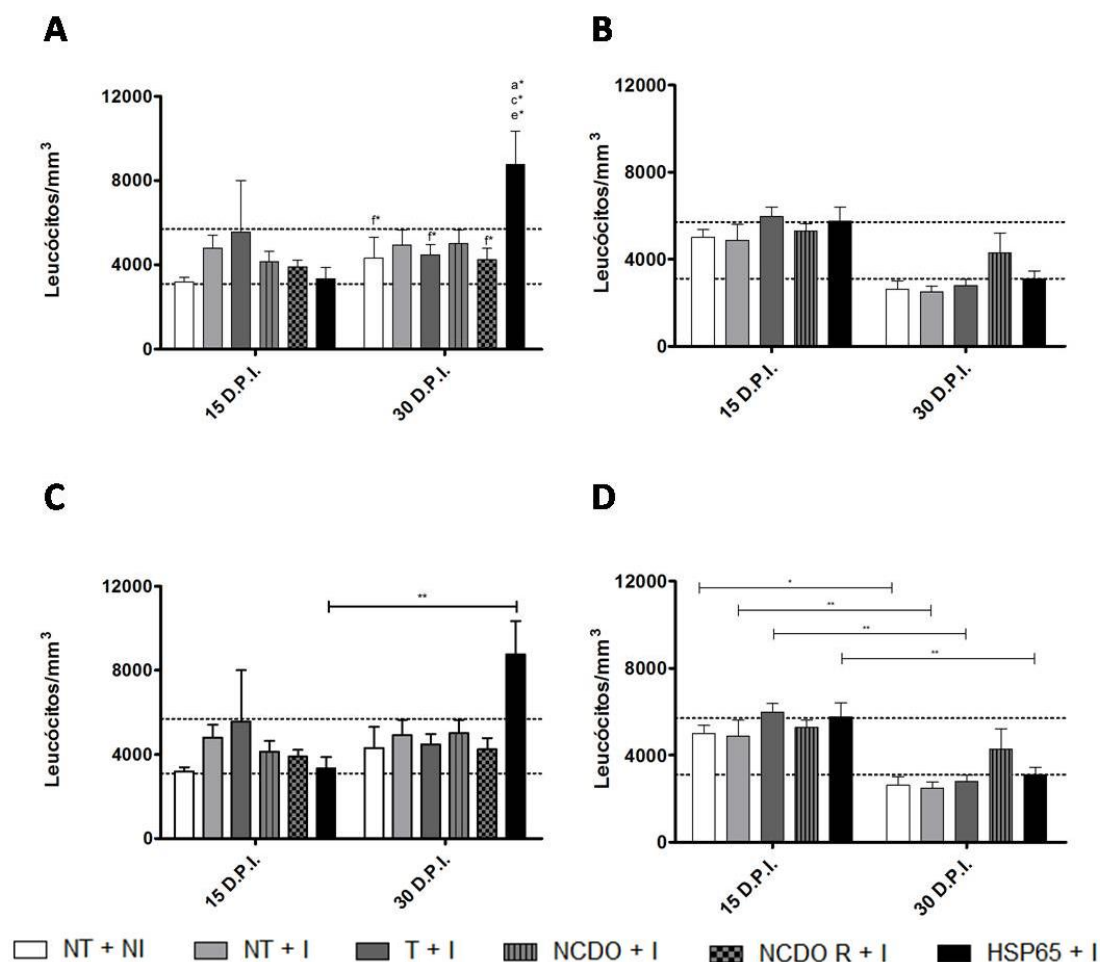 A
Leucócitos/mm³
12000
8000
4000
0
f*
f*
f*
a*
c*
e*
15 D.P.I.
30 D.P.I.
B
Leucócitos/mm³
12000
8000
4000
0
15 D.P.I.
30 D.P.I.
C
Leucócitos/mm³
12000
8000
4000
0
**
15 D.P.I.
30 D.P.I.
D
Leucócitos/mm³
12000
8000
4000
0
*
**
**
**
15 D.P.I.
30 D.P.I.
NT + NI
NT + I
T + I
NCDO + I
NCDO R + I
HSP65 + I